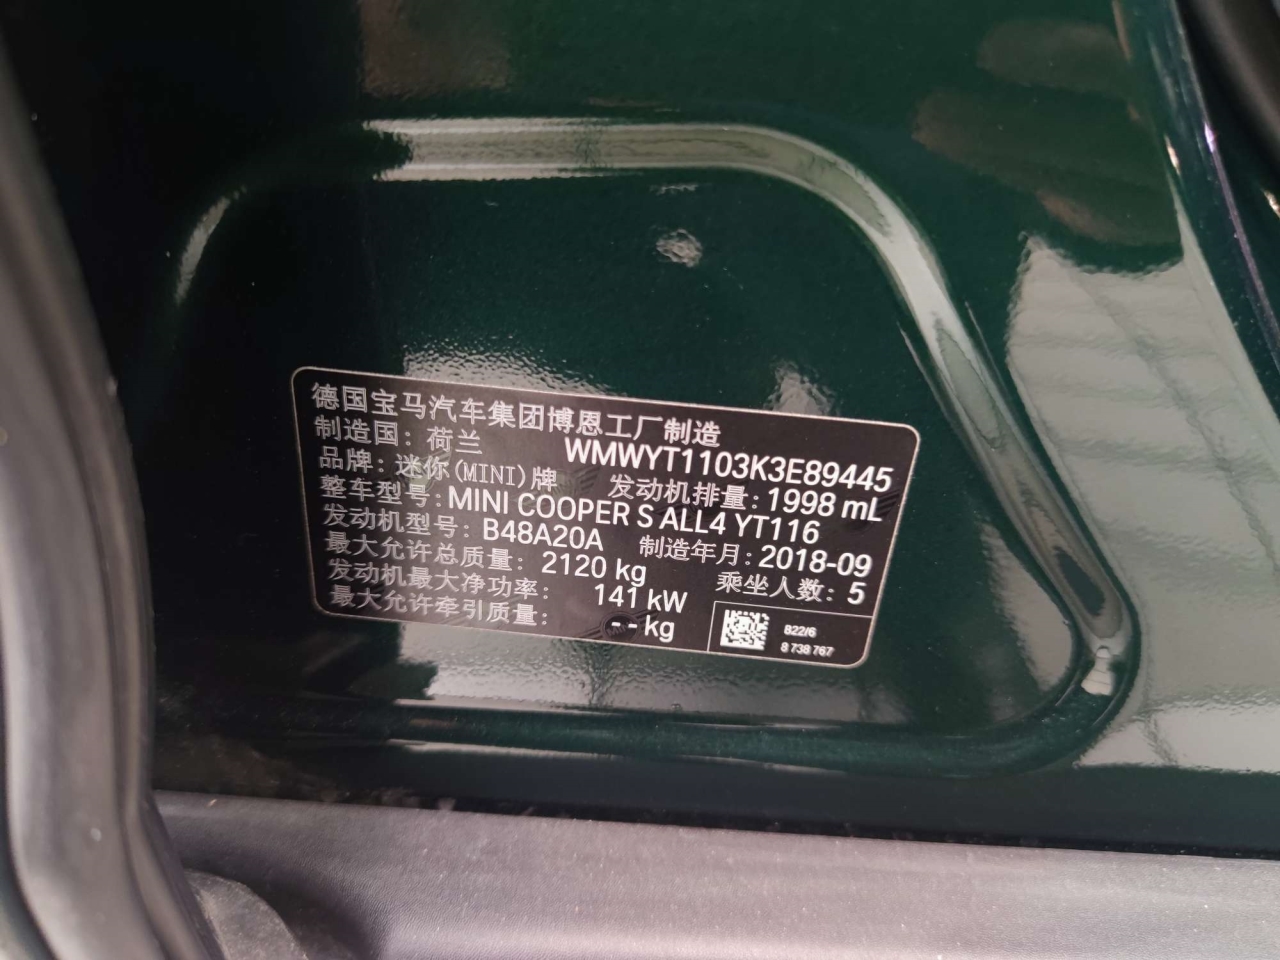 德国宝马汽车集团博恩工厂制造
制造国：荷兰 WMWYT1103K3E89445
品牌：迷你(MINI)牌 发动机排量：1998 mL
整车型号：MINI COOPER S ALL4 YT116
发动机型号：B48A20A 制造年月：2018-09
最大允许总质量：2120 kg 乘坐人数：5
发动机最大净功率：141 kW
最大允许牵引质量：- - kg
B22/6
8 738 767